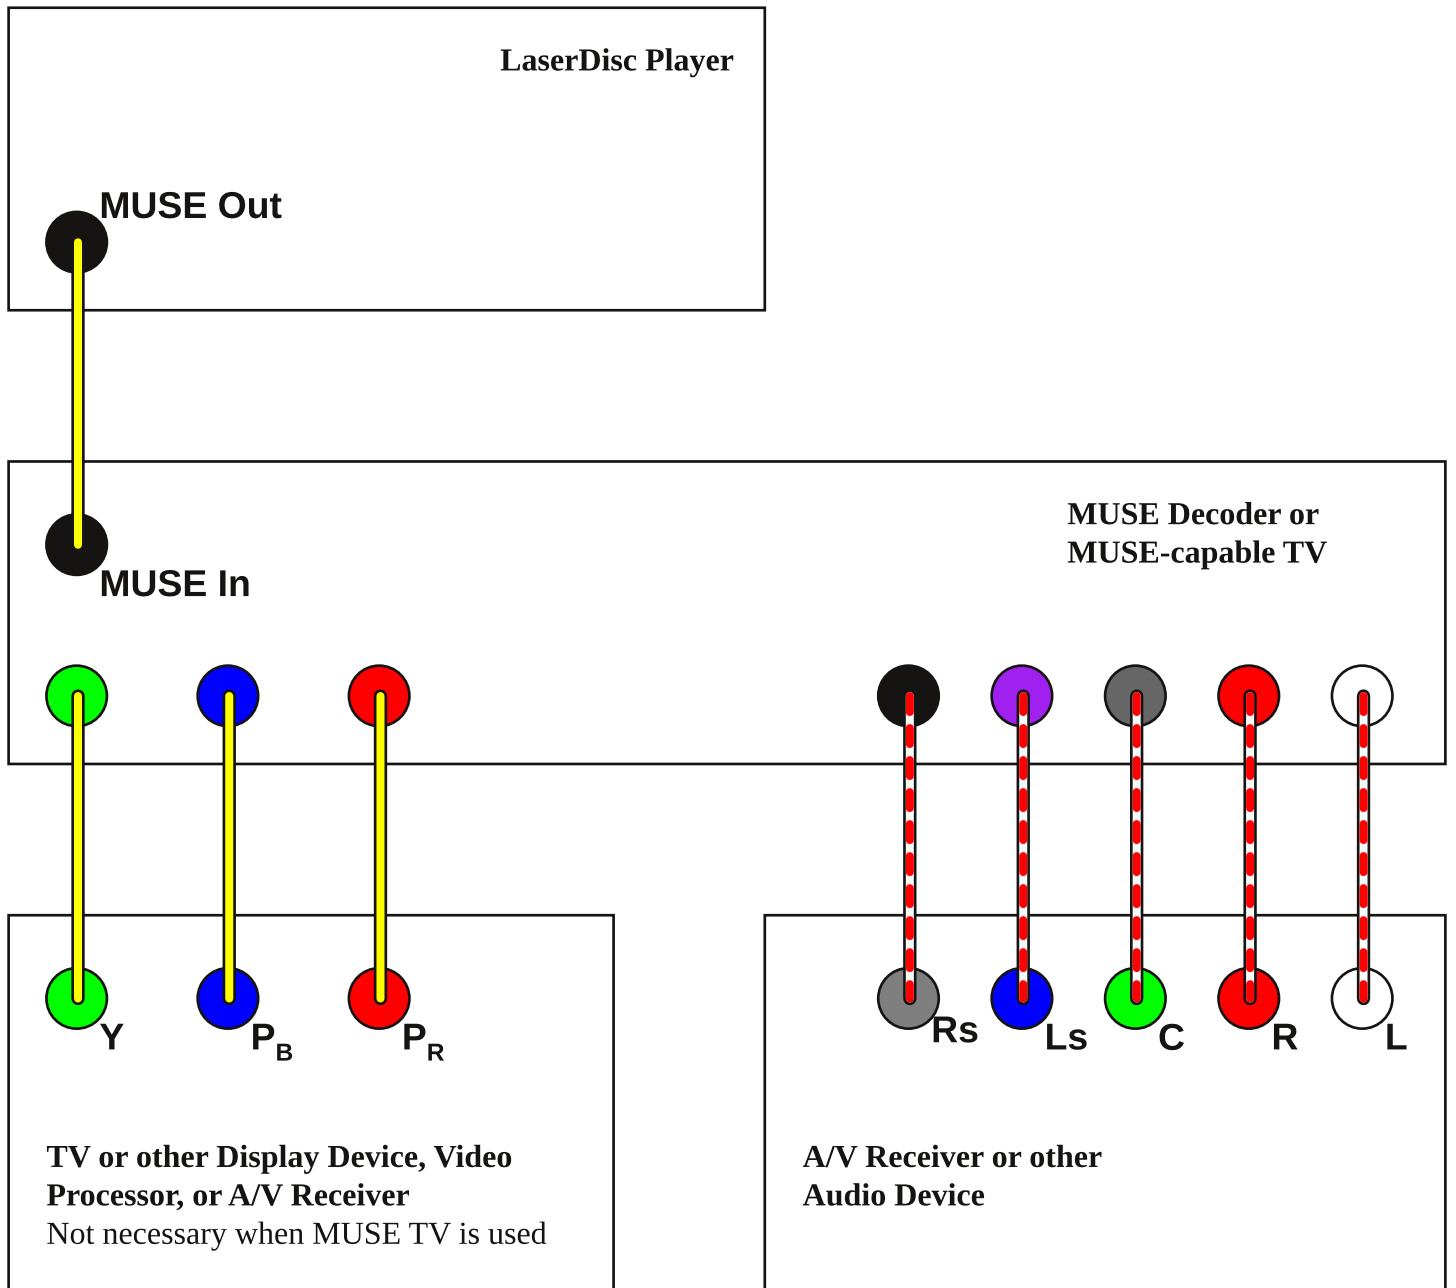 LaserDisc Player
MUSE Out
MUSE Decoder or
MUSE-capable TV
MUSE In
Y
PB
PR
Rs
Ls
C
R
L
TV or other Display Device, Video
Processor, or A/V Receiver
Not necessary when MUSE TV is used
A/V Receiver or other
Audio Device